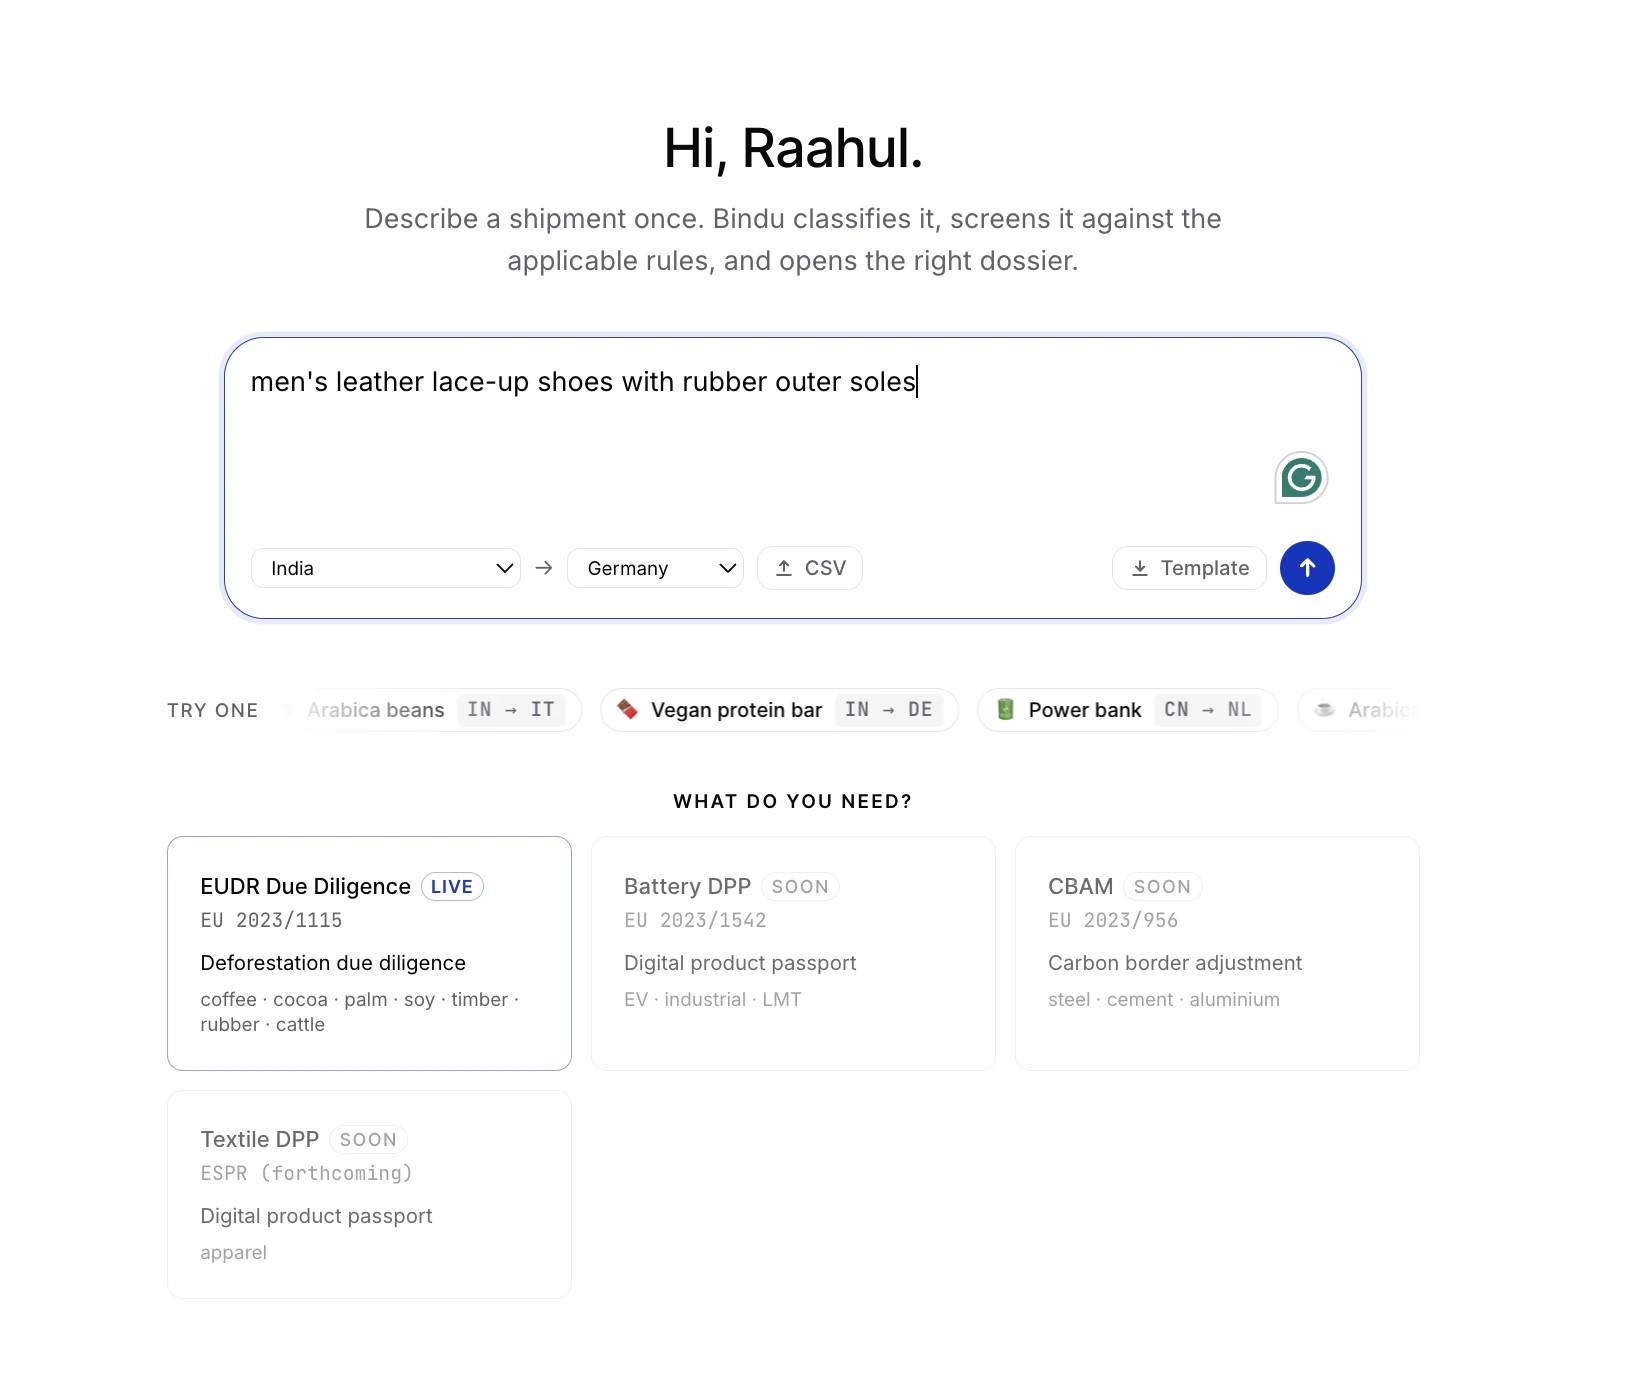 Hi, Raahul.
Describe a shipment once. Bindu classifies it, screens it against the
applicable rules, and opens the right dossier.
men's leather lace-up shoes with rubber outer soles
India → Germany CSV Template
TRY ONE Arabica beans IN → IT Vegan protein bar IN → DE Power bank CN → NL Arabica
WHAT DO YOU NEED?
EUDR Due Diligence LIVE
EU 2023/1115
Deforestation due diligence
coffee · cocoa · palm · soy · timber ·
rubber · cattle
Battery DPP SOON
EU 2023/1542
Digital product passport
EV · industrial · LMT
CBAM SOON
EU 2023/956
Carbon border adjustment
steel · cement · aluminium
Textile DPP SOON
ESPR (forthcoming)
Digital product passport
apparel